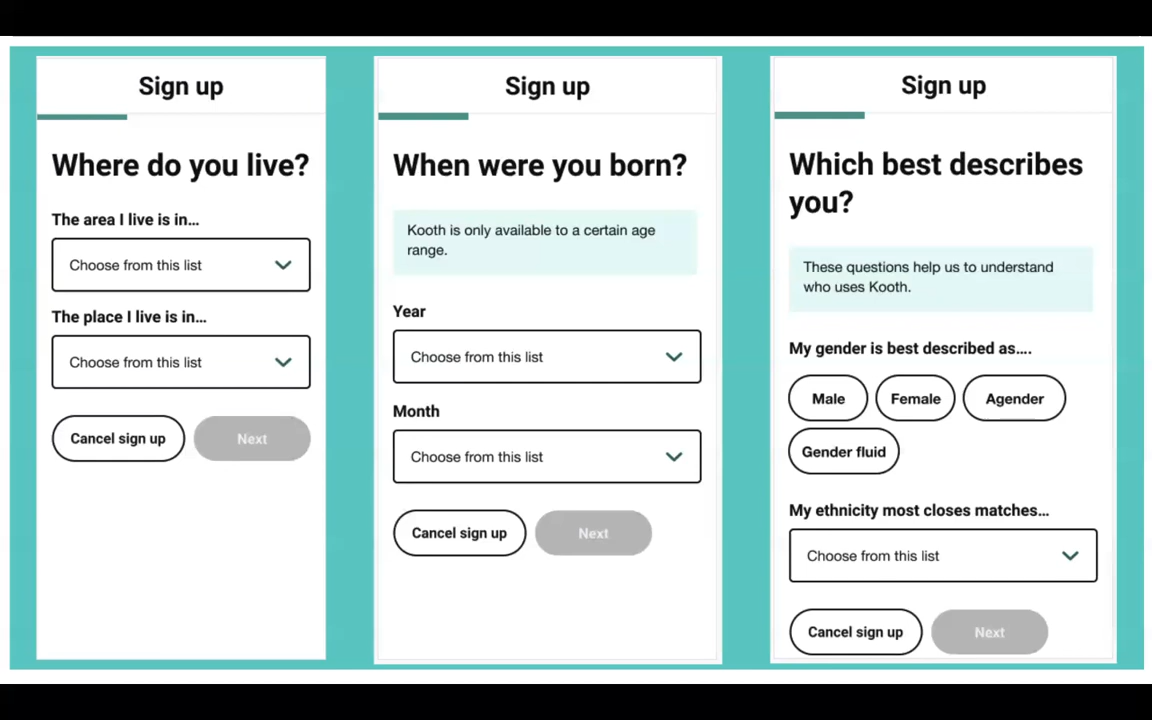 Sign up
Where do you live?
The area I live is in...
Choose from this list
The place I live is in...
Choose from this list
Cancel sign up
Next
Sign up
When were you born?
Kooth is only available to a certain age
range.
Year
Choose from this list
Month
Choose from this list
Cancel sign up
Next
Sign up
Which best describes
you?
These questions help us to understand
who uses Kooth.
My gender is best described as....
Male
Female
Agender
Gender fluid
My ethnicity most closes matches...
Choose from this list
Cancel sign up
Next